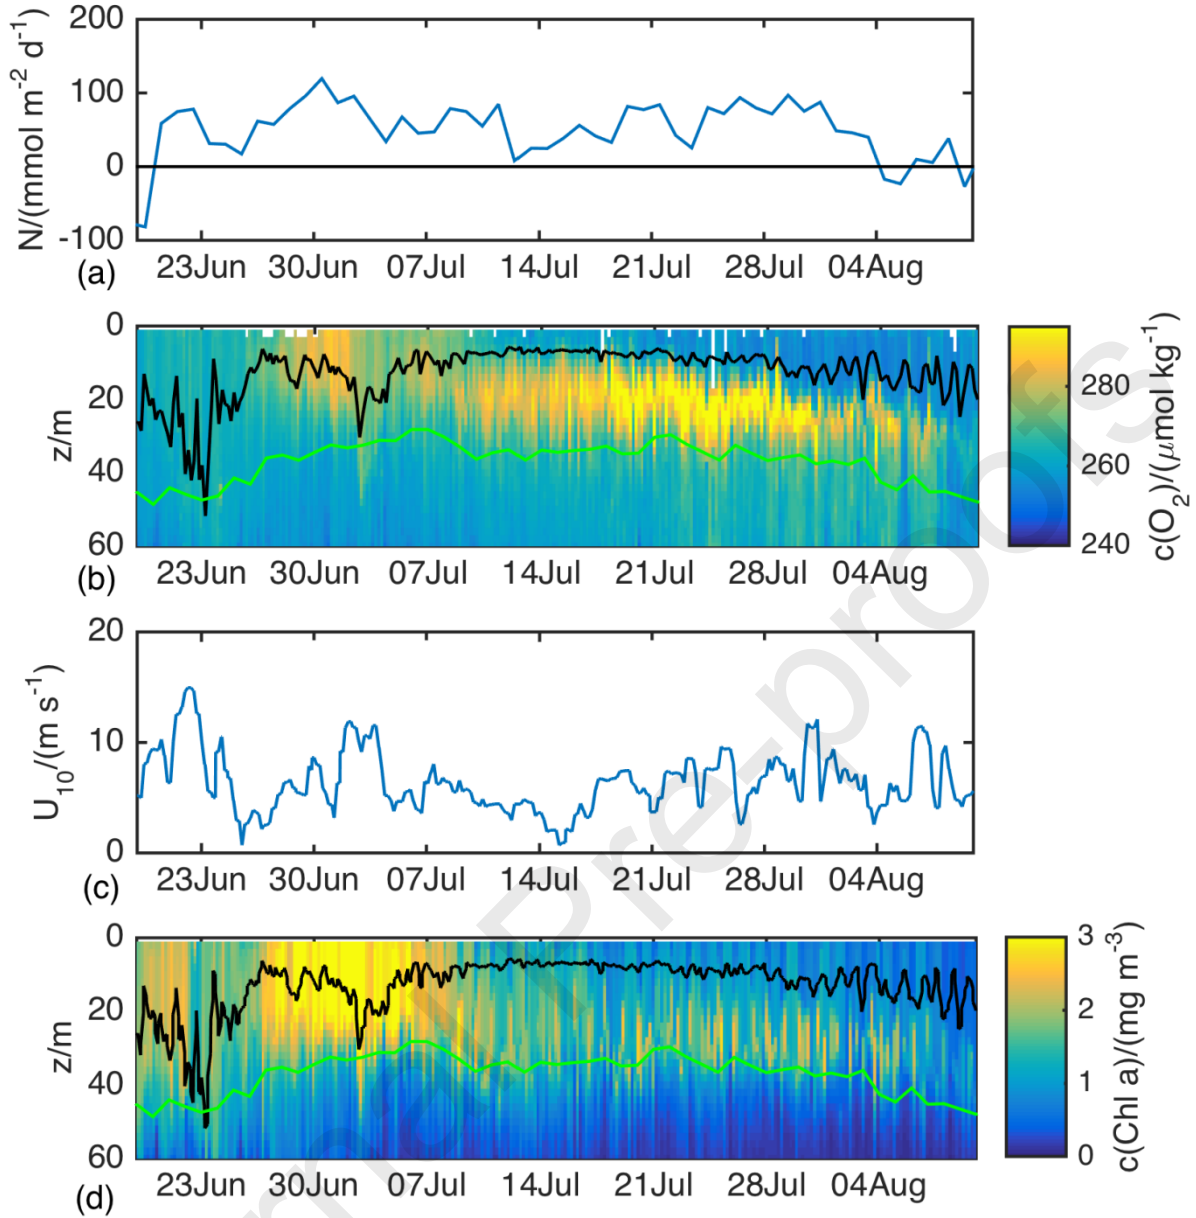 200
100
0
-100
N/(mmol m⁻² d⁻¹)
23Jun 30Jun 07Jul 14Jul 21Jul 28Jul 04Aug
(a)
0
20
40
60
z/m
23Jun 30Jun 07Jul 14Jul 21Jul 28Jul 04Aug
280
260
240
c(O₂)/(μmol kg⁻¹)
(b)
20
10
0
U₁₀/(m s⁻¹)
23Jun 30Jun 07Jul 14Jul 21Jul 28Jul 04Aug
(c)
0
20
40
60
z/m
23Jun 30Jun 07Jul 14Jul 21Jul 28Jul 04Aug
3
2
1
0
c(Chl a)/(mg m⁻³)
(d)
nal Pre-proofs